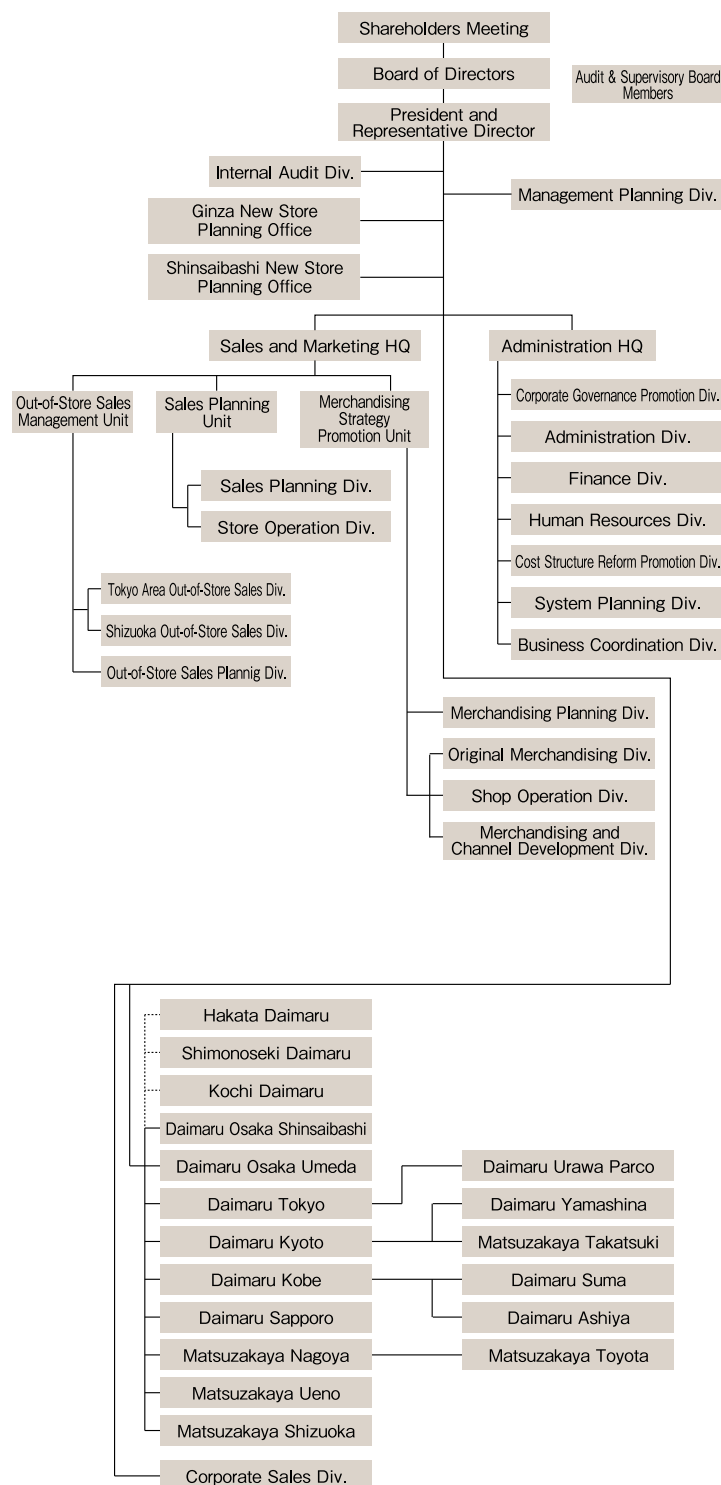 Shareholders Meeting
Board of Directors
Audit & Supervisory Board
Members
President and
Representative Director
Internal Audit Div.
Management Planning Div.
Ginza New Store
Planning Office
Shinsaibashi New Store
Planning Office
Sales and Marketing HQ
Administration HQ
Out-of-Store Sales
Management Unit
Sales Planning
Unit
Merchandising
Strategy
Promotion Unit
Corporate Governance Promotion Div.
Administration Div.
Finance Div.
Human Resources Div.
Cost Structure Reform Promotion Div.
System Planning Div.
Business Coordination Div.
Sales Planning Div.
Store Operation Div.
Tokyo Area Out-of-Store Sales Div.
Shizuoka Out-of-Store Sales Div.
Out-of-Store Sales Plannig Div.
Merchandising Planning Div.
Original Merchandising Div.
Shop Operation Div.
Merchandising and
Channel Development Div.
Hakata Daimaru
Shimonoseki Daimaru
Kochi Daimaru
Daimaru Osaka Shinsaibashi
Daimaru Osaka Umeda
Daimaru Urawa Parco
Daimaru Tokyo
Daimaru Yamashina
Daimaru Kyoto
Matsuzakaya Takatsuki
Daimaru Kobe
Daimaru Suma
Daimaru Sapporo
Daimaru Ashiya
Matsuzakaya Nagoya
Matsuzakaya Toyota
Matsuzakaya Ueno
Matsuzakaya Shizuoka
Corporate Sales Div.